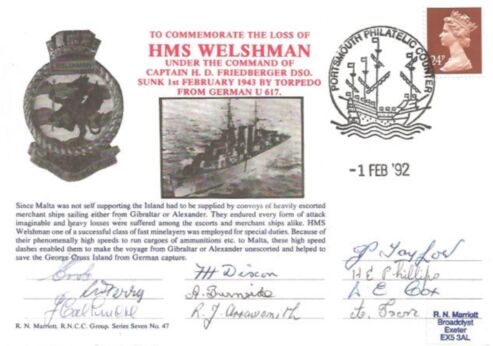 TO COMMEMORATE THE LOSS OF
HMS WELSHMAN
UNDER THE COMMAND OF
CAPTAIN H. D. FRIEDBERGER DSO.
SUNK 1st FEBRUARY 1943 BY TORPEDO
FROM GERMAN U 617.
PORTSMOUTH PHILATELIC COUNTER
24P
-1 FEB '92
Since Malta was not self supporting the Island had to be supplied by convoys of heavily escorted
merchant ships sailing either from Gibraltar or Alexander. They endured every form of attack
imaginable and heavy losses were suffered among the escorts and merchant ships alike. HMS
Welshman one of a successful class of fast minelayers was employed for special duties. Because of
their phenomenally high speeds to run cargoes of ammunitions etc. to Malta, these high speed
dashes enabled them to make the voyage from Gibraltar or Alexander unescorted and helped to
save the George Cross Island from German capture.
Dixon
A. Burnside
R. J. Arrowsmith
Taylor
H E Phillips
L E Cox
R. N. Marriott
Broadclyst
Exeter
EX5 3AL
R. N. Marriott. R.N.C.C. Group. Series Seven No. 47